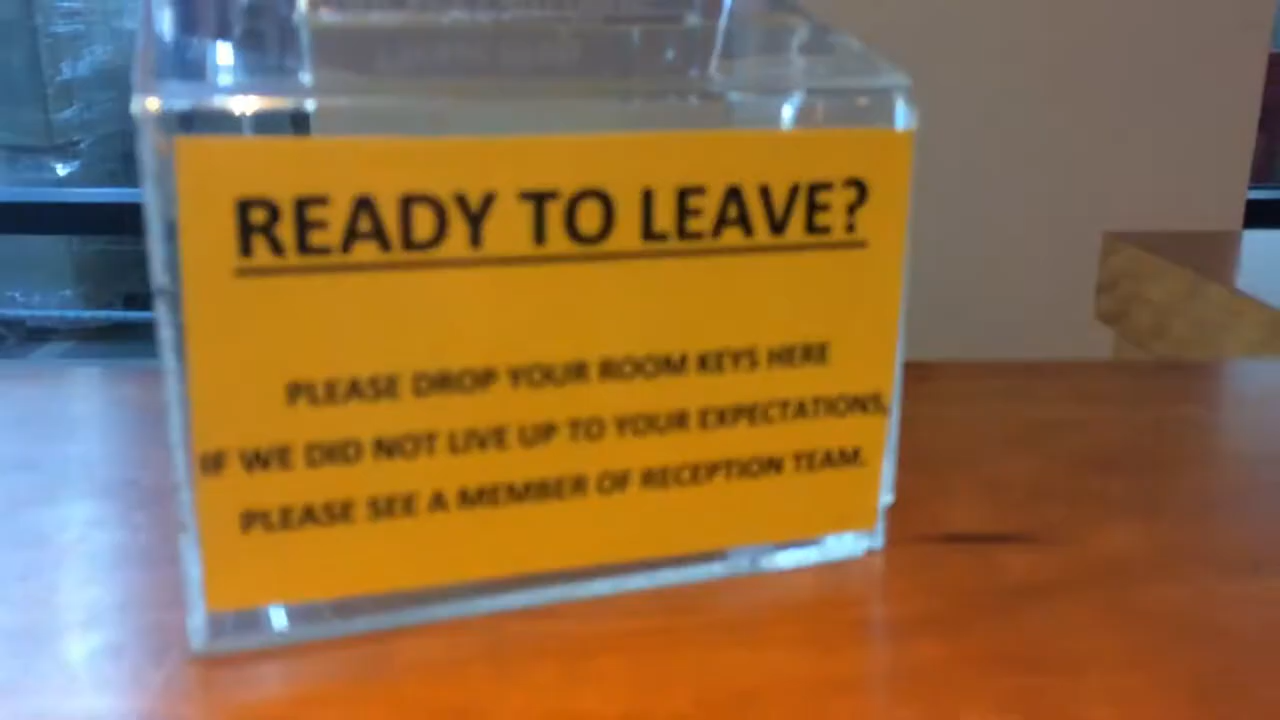 READY TO LEAVE?
PLEASE DROP YOUR ROOM KEYS HERE
IF WE DID NOT LIVE UP TO YOUR EXPECTATIONS,
PLEASE SEE A MEMBER OF RECEPTION TEAM.